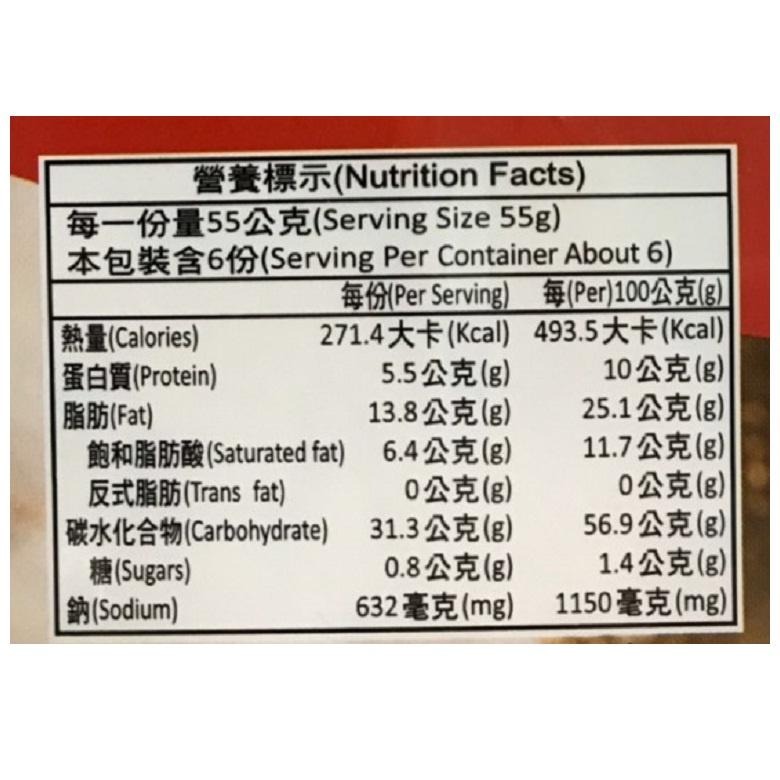 營養標示(Nutrition Facts)
每一份量55公克(Serving Size 55g)
本包裝含6份(Serving Per Container About 6)
每份(Per Serving) 每(Per)100公克(g)
熱量(Calories) 271.4大卡(Kcal) 493.5大卡(Kcal)
蛋白質(Protein) 5.5公克(g) 10公克(g)
脂肪(Fat) 13.8公克(g) 25.1公克(g)
飽和脂肪酸(Saturated fat) 6.4公克(g) 11.7公克(g)
反式脂肪(Trans fat) 0公克(g) 0公克(g)
碳水化合物(Carbohydrate) 31.3公克(g) 56.9公克(g)
糖(Sugars) 0.8公克(g) 1.4公克(g)
鈉(Sodium) 632毫克(mg) 1150毫克(mg)